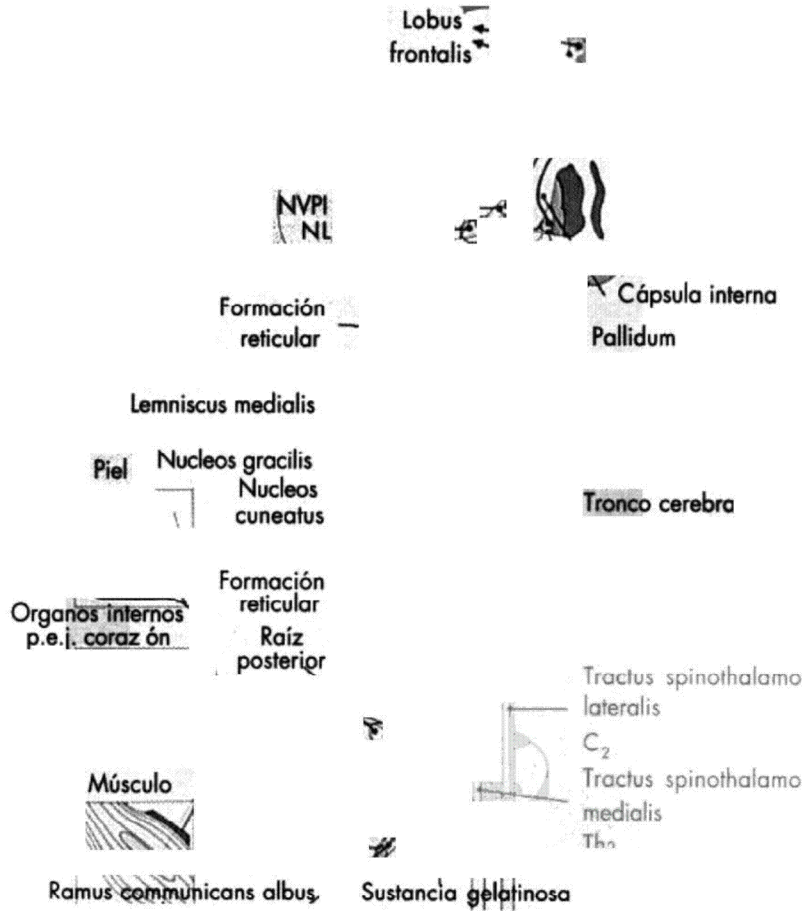 Lobus
frontalis
NVPI
NL
Formación
reticular
Cápsula interna
Pallidum
Lemniscus medialis
Piel
Nucleos gracilis
Nucleos
cuneatus
Tronco cerebra
Formación
reticular
Organos internos
p.e.j. coraz ón
Raíz
posterior
Tractus spinothalamo
lateralis
C2
Tractus spinothalamo
medialis
Th2
Músculo
Ramus communicans albus,
Sustancia gelatinosa